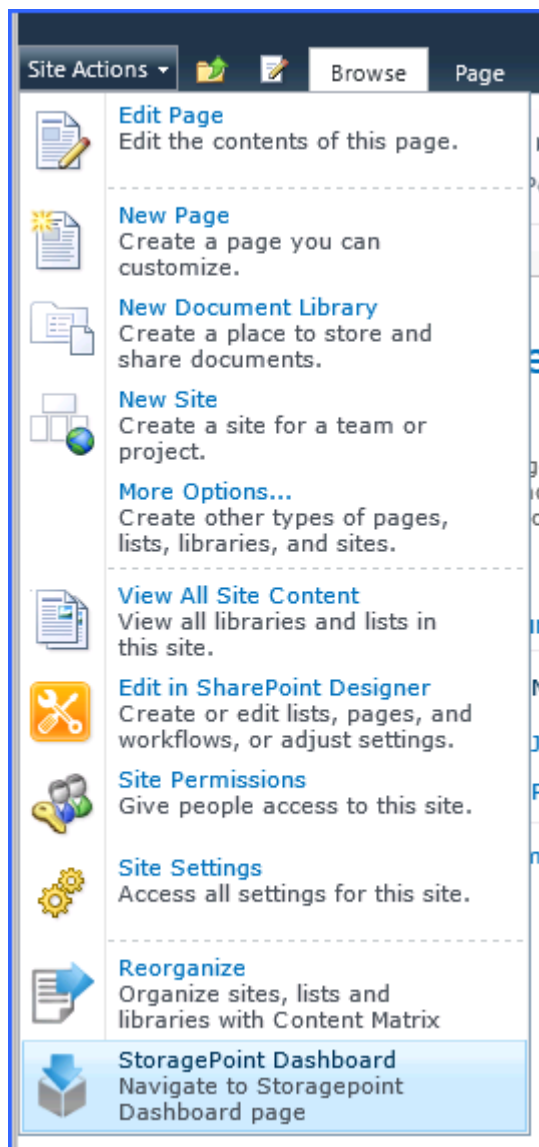 Site Actions
Browse
Page
Edit Page
Edit the contents of this page.
New Page
Create a page you can
customize.
New Document Library
Create a place to store and
share documents.
New Site
Create a site for a team or
project.
More Options...
Create other types of pages,
lists, libraries, and sites.
View All Site Content
View all libraries and lists in
this site.
Edit in SharePoint Designer
Create or edit lists, pages, and
workflows, or adjust settings.
Site Permissions
Give people access to this site.
Site Settings
Access all settings for this site.
Reorganize
Organize sites, lists and
libraries with Content Matrix
StoragePoint Dashboard
Navigate to Storagepoint
Dashboard page